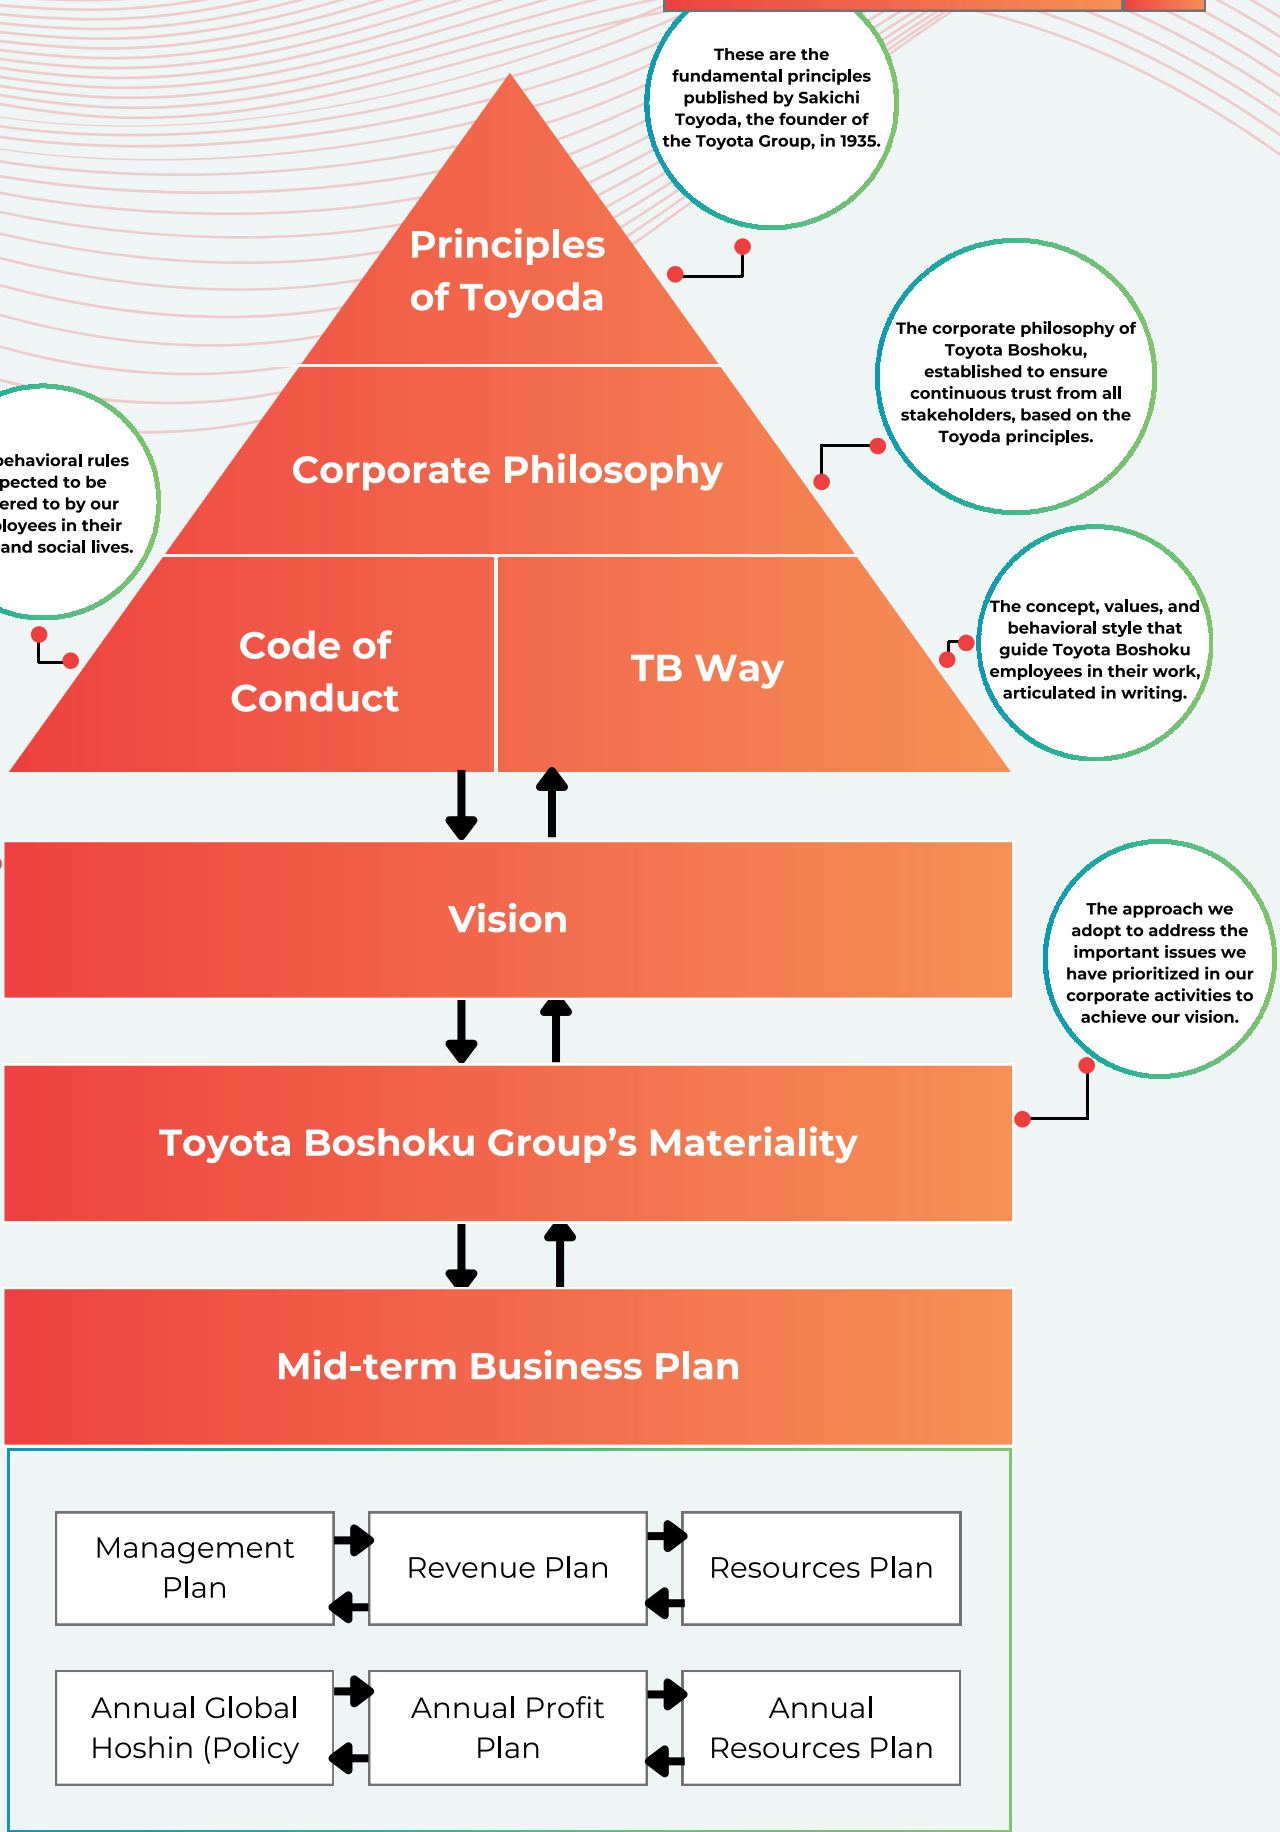 These are the
fundamental principles
published by Sakichi
Toyoda, the founder of
the Toyota Group, in 1935.
Principles
of Toyoda
The corporate philosophy of
Toyota Boshoku,
established to ensure
continuous trust from all
stakeholders, based on the
Toyoda principles.
Corporate Philosophy
behavioral rules
to be
by our
in their
and social lives.
Code of
Conduct
TB Way
The concept, values, and
behavioral style that
guide Toyota Boshoku
employees in their work,
articulated in writing.
Vision
The approach we
adopt to address the
important issues we
have prioritized in our
corporate activities to
achieve our vision.
Toyota Boshoku Group’s Materiality
Mid-term Business Plan
Management
Plan
Revenue Plan
Resources Plan
Annual Global
Hoshin (Policy
Annual Profit
Plan
Annual
Resources Plan